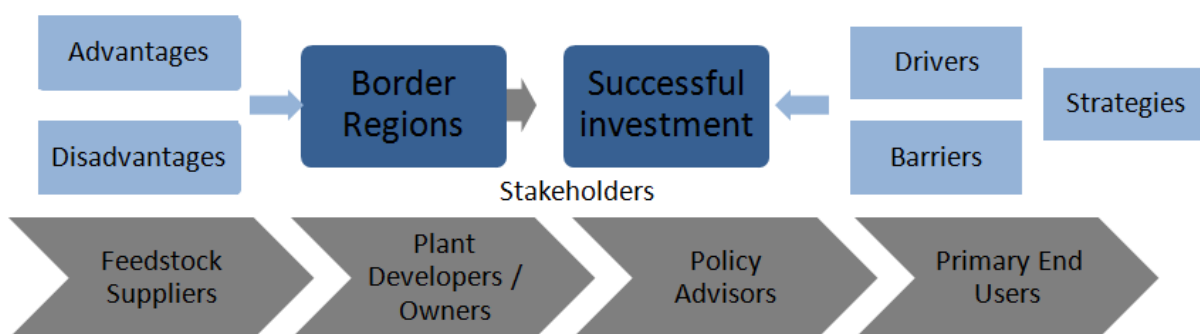 Advantages
Disadvantages
Border
Regions
Successful
investment
Drivers
Barriers
Strategies
Stakeholders
Feedstock
Suppliers
Plant
Developers /
Owners
Policy
Advisors
Primary End
Users